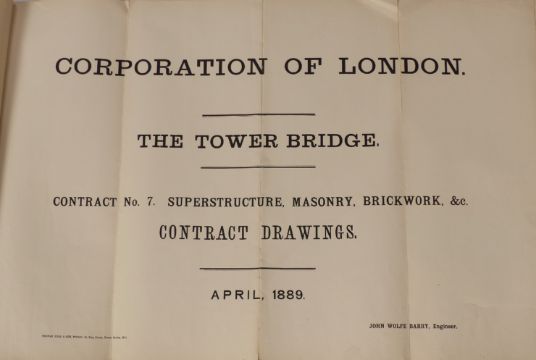 CORPORATION OF LONDON.
THE TOWER BRIDGE.
CONTRACT No. 7. SUPERSTRUCTURE, MASONRY, BRICKWORK, &c.
CONTRACT DRAWINGS.
APRIL, 1889.
JOHN WOLFE BARRY, Engineer.